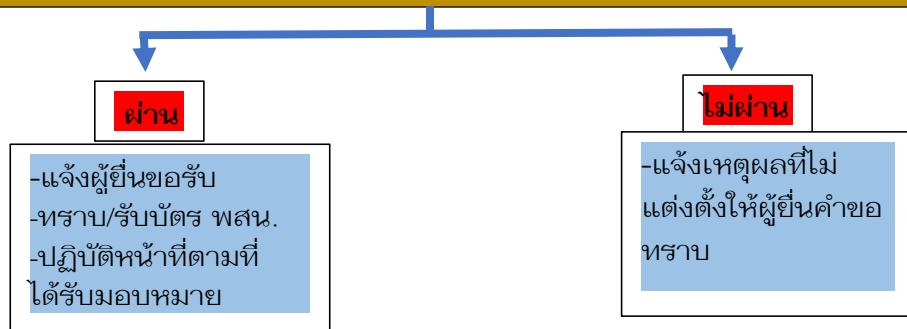 ผ่าน
-แจ้งผู้ยื่นขอรับ
-ทราบ/รับบัตร พสน.
-ปฏิบัติหน้าที่ตามที่
ได้รับมอบหมาย
ไม่ผ่าน
-แจ้งเหตุผลที่ไม่
แต่งตั้งให้ผู้ยื่นคำขอ
ทราบ